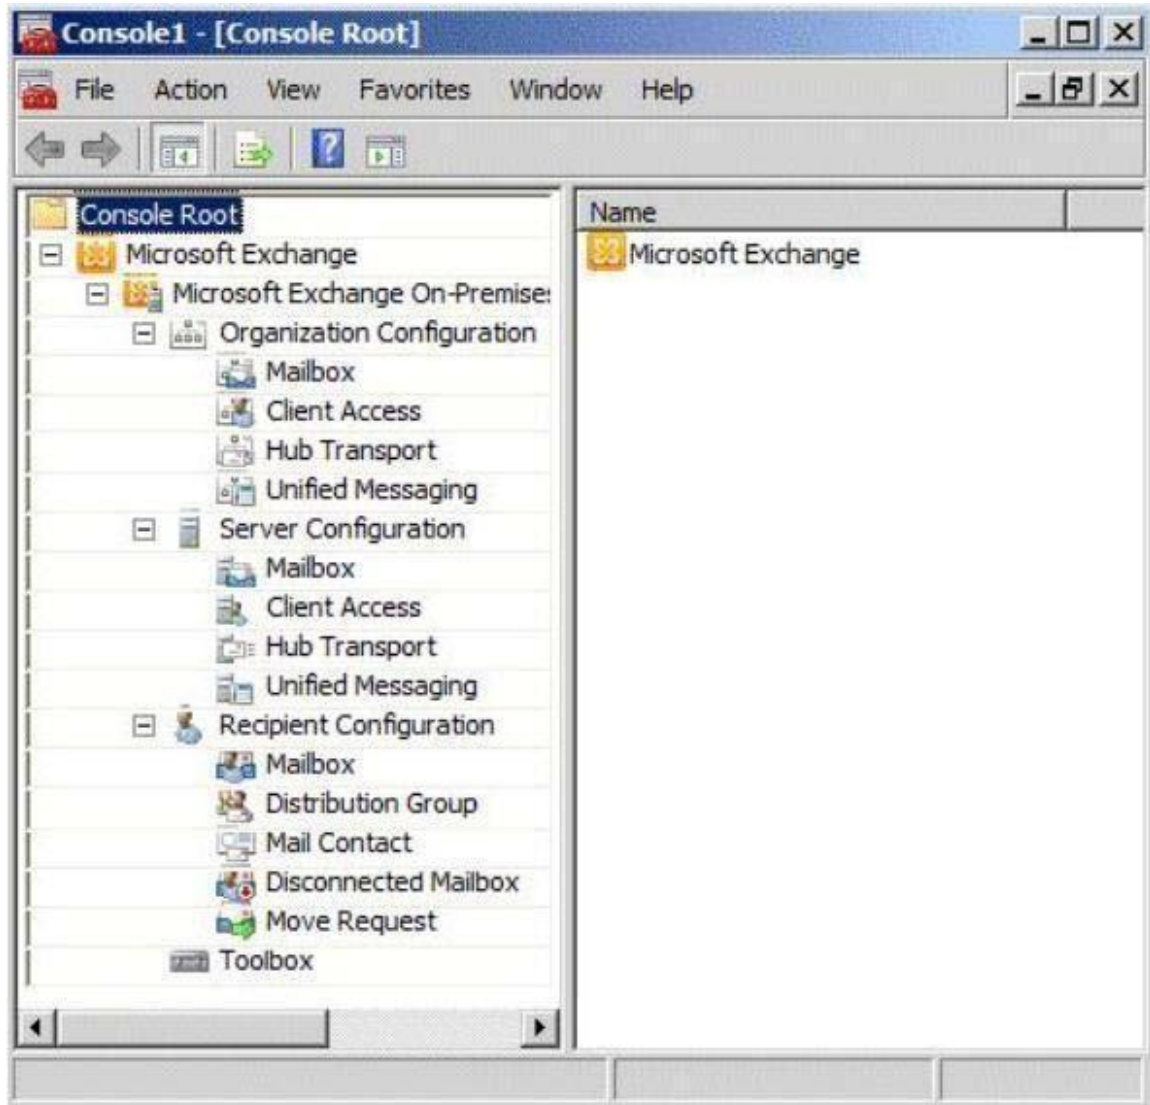 Console1 - [Console Root]
File Action View Favorites Window Help
Console Root
Microsoft Exchange
Microsoft Exchange On-Premises
Organization Configuration
Mailbox
Client Access
Hub Transport
Unified Messaging
Server Configuration
Mailbox
Client Access
Hub Transport
Unified Messaging
Recipient Configuration
Mailbox
Distribution Group
Mail Contact
Disconnected Mailbox
Move Request
Toolbox
Name
Microsoft Exchange